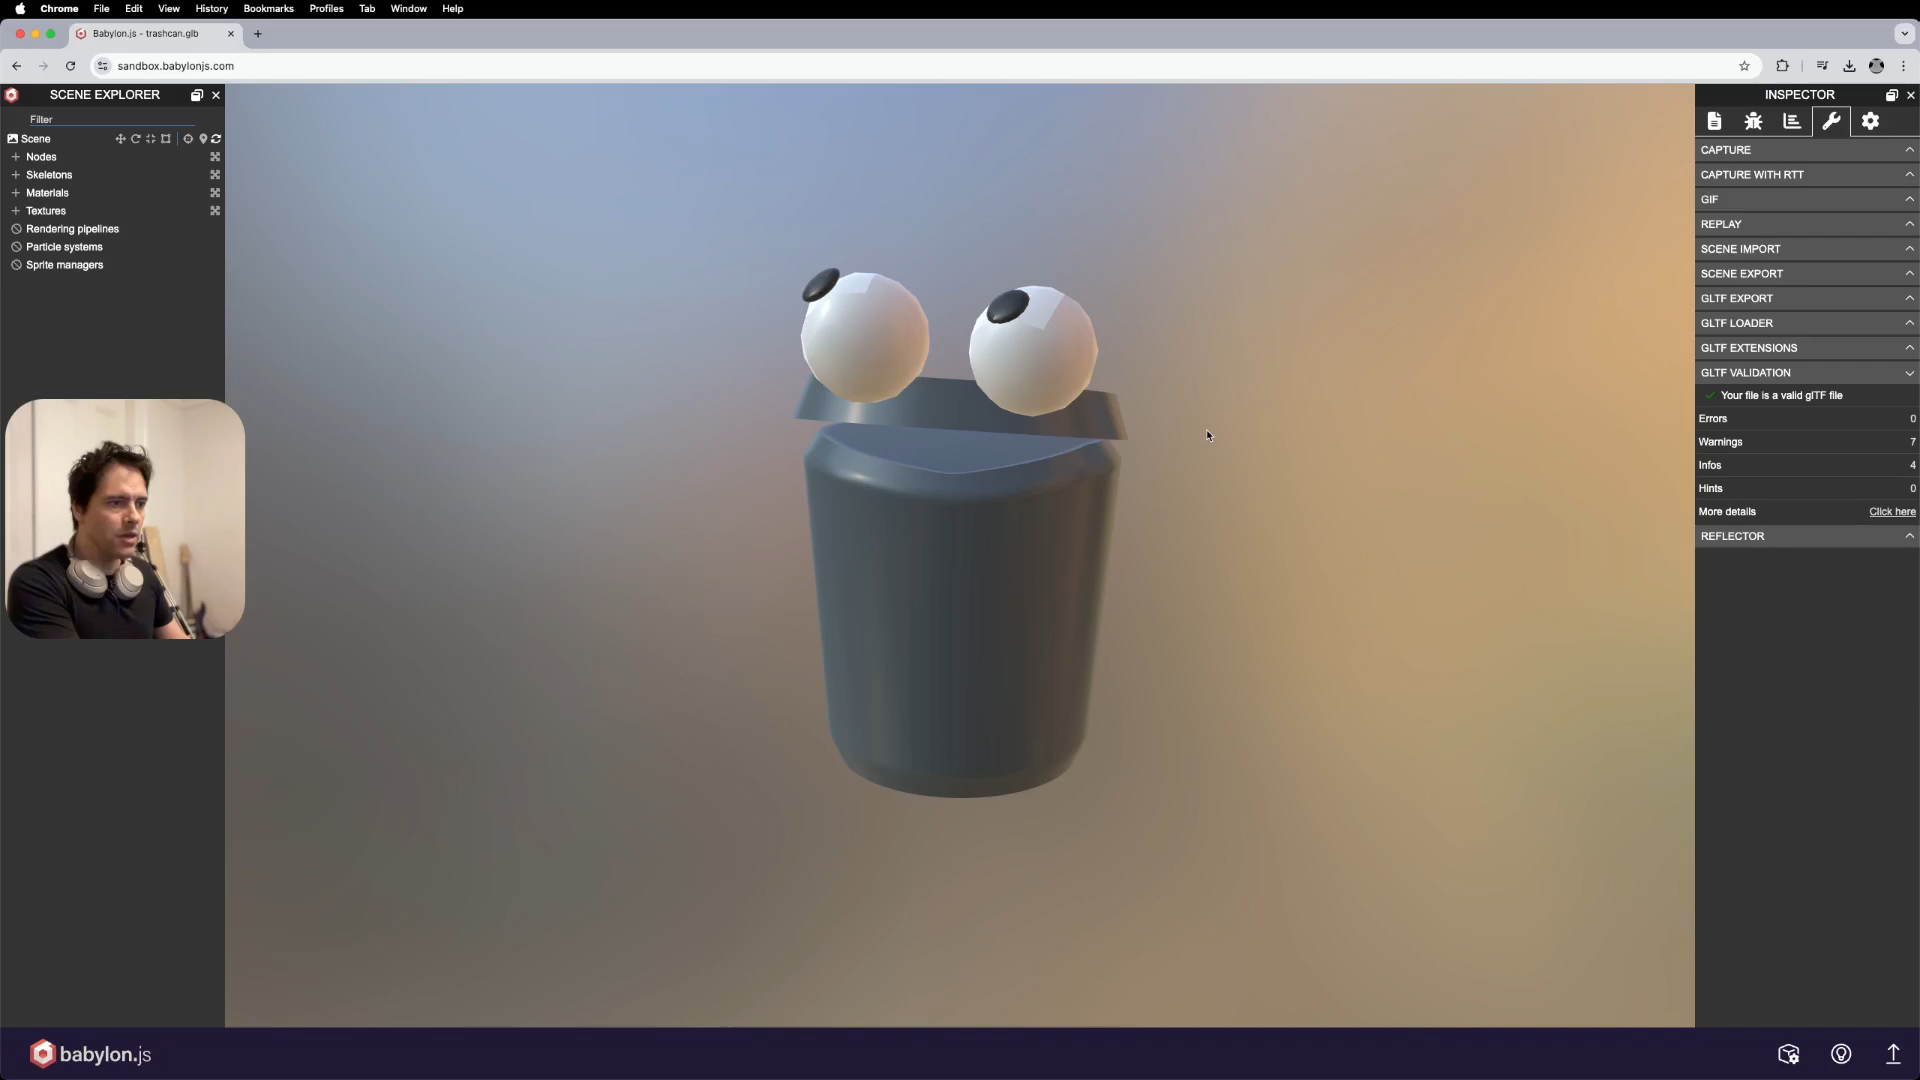 Chrome File Edit View History Bookmarks Profiles Tab Window Help
Babylon.js - trashcan.glb
sandbox.babylonjs.com
SCENE EXPLORER
Filter
Scene
Nodes
Skeletons
Materials
Textures
Rendering pipelines
Particle systems
Sprite managers
INSPECTOR
CAPTURE
CAPTURE WITH RTT
GIF
REPLAY
SCENE IMPORT
SCENE EXPORT
GLTF EXPORT
GLTF LOADER
GLTF EXTENSIONS
GLTF VALIDATION
Your file is a valid glTF file
Errors 0
Warnings 7
Infos 4
Hints 0
More details Click here
REFLECTOR
babylon.js